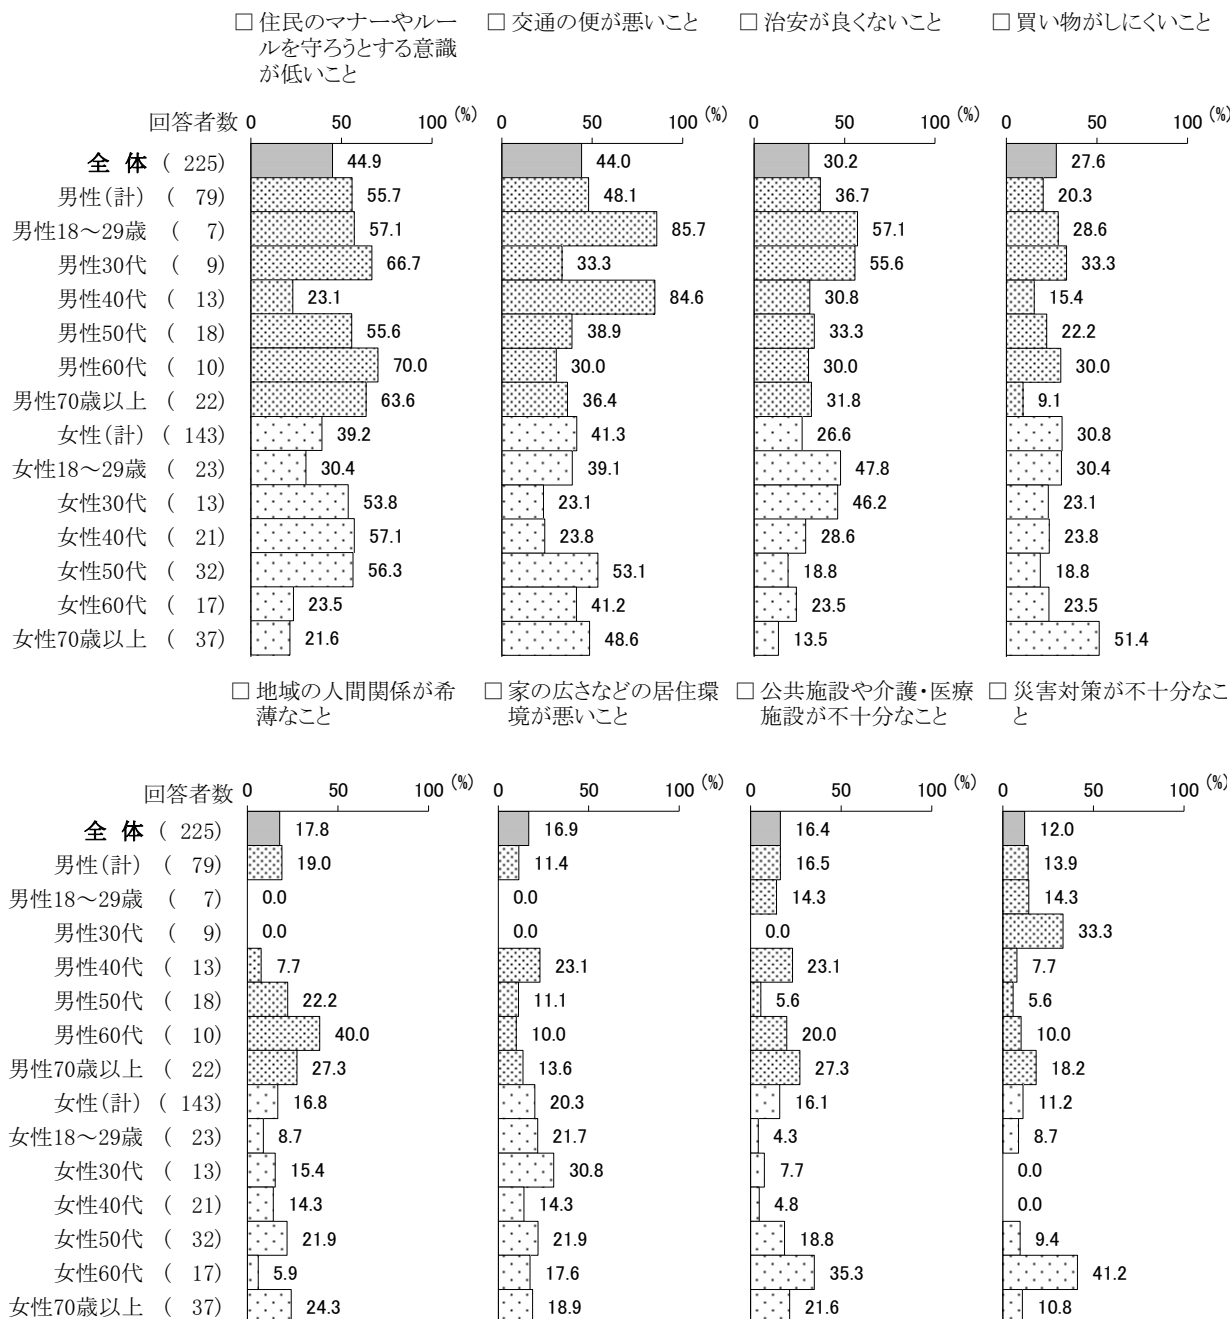 □ 住民のマナーやルールを守ろうとする意識が低いこと □ 交通の便が悪いこと □ 治安が良くないこと □ 買い物がしにくいこと
回答者数 0 50 100 (%) 0 50 100 (%) 0 50 100 (%) 0 50 100 (%)
全 体 ( 225) 44.9 44.0 30.2 27.6
男性(計) ( 79) 55.7 48.1 36.7 20.3
男性18～29歳 ( 7) 57.1 85.7 57.1 28.6
男性30代 ( 9) 66.7 33.3 55.6 33.3
男性40代 ( 13) 23.1 84.6 30.8 15.4
男性50代 ( 18) 55.6 38.9 33.3 22.2
男性60代 ( 10) 70.0 30.0 30.0 30.0
男性70歳以上 ( 22) 63.6 36.4 31.8 9.1
女性(計) ( 143) 39.2 41.3 26.6 30.8
女性18～29歳 ( 23) 30.4 39.1 47.8 30.4
女性30代 ( 13) 53.8 23.1 46.2 23.1
女性40代 ( 21) 57.1 23.8 28.6 23.8
女性50代 ( 32) 56.3 53.1 18.8 18.8
女性60代 ( 17) 23.5 41.2 23.5 23.5
女性70歳以上 ( 37) 21.6 48.6 13.5 51.4
□ 地域の人間関係が希薄なこと □ 家の広さなどの居住環境が悪いこと □ 公共施設や介護・医療施設が不十分なこと □ 災害対策が不十分なこと
回答者数 0 50 100 (%) 0 50 100 (%) 0 50 100 (%) 0 50 100 (%)
全 体 ( 225) 17.8 16.9 16.4 12.0
男性(計) ( 79) 19.0 11.4 16.5 13.9
男性18～29歳 ( 7) 0.0 0.0 14.3 14.3
男性30代 ( 9) 0.0 0.0 0.0 33.3
男性40代 ( 13) 7.7 23.1 23.1 7.7
男性50代 ( 18) 22.2 11.1 5.6 5.6
男性60代 ( 10) 40.0 10.0 20.0 10.0
男性70歳以上 ( 22) 27.3 13.6 27.3 18.2
女性(計) ( 143) 16.8 20.3 16.1 11.2
女性18～29歳 ( 23) 8.7 21.7 4.3 8.7
女性30代 ( 13) 15.4 30.8 7.7 0.0
女性40代 ( 21) 14.3 14.3 4.8 0.0
女性50代 ( 32) 21.9 21.9 18.8 9.4
女性60代 ( 17) 5.9 17.6 35.3 41.2
女性70歳以上 ( 37) 24.3 18.9 21.6 10.8